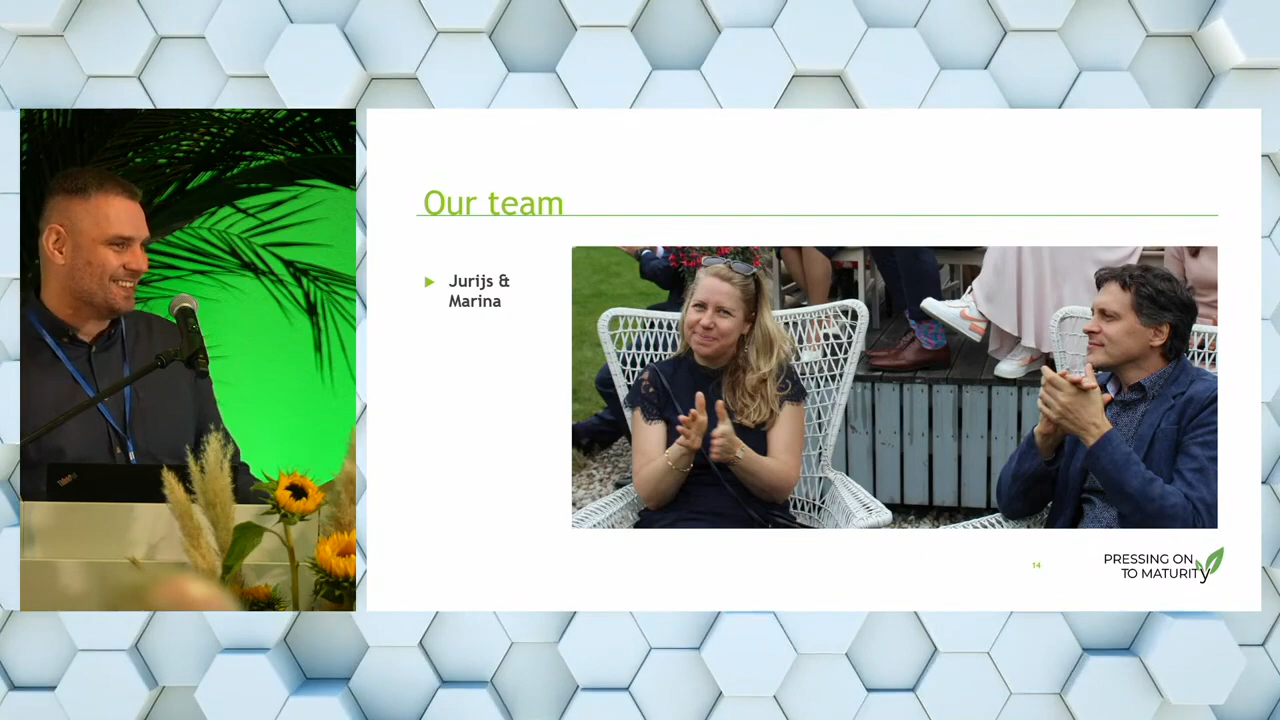 Our team
Jurijs &
Marina
14
PRESSING ON
TO MATURITY